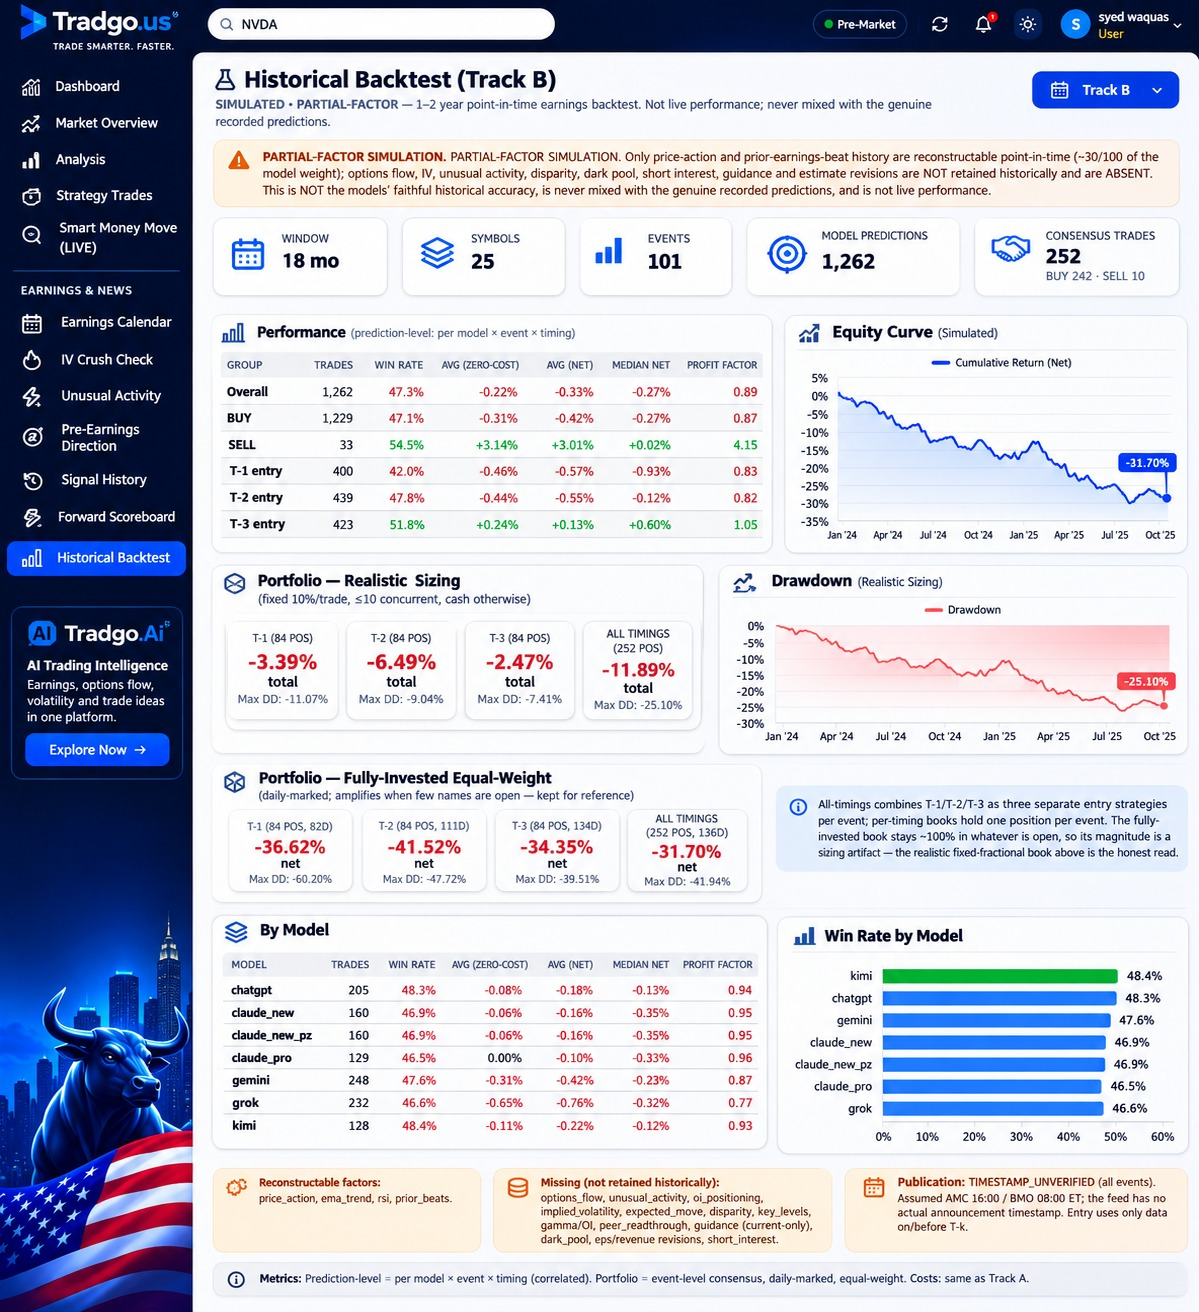 Tradgo.us
TRADE SMARTER. FASTER.
NVDA
Pre-Market
1
S
syed waquas
User
Dashboard
Market Overview
Analysis
Strategy Trades
Smart Money Move
(LIVE)
EARNINGS & NEWS
Earnings Calendar
IV Crush Check
Unusual Activity
Pre-Earnings
Direction
Signal History
Forward Scoreboard
Historical Backtest
AI Tradgo.Ai
AI Trading Intelligence
Earnings, options flow,
volatility and trade ideas
in one platform.
Explore Now →
Historical Backtest (Track B)
SIMULATED • PARTIAL-FACTOR — 1–2 year point-in-time earnings backtest. Not live performance; never mixed with the genuine
recorded predictions.
Track B
PARTIAL-FACTOR SIMULATION. PARTIAL-FACTOR SIMULATION. Only price-action and prior-earnings-beat history are reconstructable point-in-time (~30/100 of the
model weight); options flow, IV, unusual activity, disparity, dark pool, short interest, guidance and estimate revisions are NOT retained historically and are ABSENT.
This is NOT the models’ faithful historical accuracy, is never mixed with the genuine recorded predictions, and is not live performance.
WINDOW
18 mo
SYMBOLS
25
EVENTS
101
MODEL PREDICTIONS
1,262
CONSENSUS TRADES
252
BUY 242 · SELL 10
Performance (prediction-level: per model × event × timing)
GROUP TRADES WIN RATE AVG (ZERO-COST) AVG (NET) MEDIAN NET PROFIT FACTOR
Overall 1,262 47.3% -0.22% -0.33% -0.27% 0.89
BUY 1,229 47.1% -0.31% -0.42% -0.27% 0.87
SELL 33 54.5% +3.14% +3.01% +0.02% 4.15
T-1 entry 400 42.0% -0.46% -0.57% -0.93% 0.83
T-2 entry 439 47.8% -0.44% -0.55% -0.12% 0.82
T-3 entry 423 51.8% +0.24% +0.13% +0.60% 1.05
Equity Curve (Simulated)
Cumulative Return (Net)
5%
0%
-5%
-10%
-15%
-20%
-25%
-30%
-35%
-31.70%
Jan '24 Apr '24 Jul '24 Oct '24 Jan '25 Apr '25 Jul '25 Oct '25
Portfolio — Realistic Sizing
(fixed 10%/trade, ≤10 concurrent, cash otherwise)
T-1 (84 POS)
-3.39%
total
Max DD: -11.07%
T-2 (84 POS)
-6.49%
total
Max DD: -9.04%
T-3 (84 POS)
-2.47%
total
Max DD: -7.41%
ALL TIMINGS
(252 POS)
-11.89%
total
Max DD: -25.10%
Drawdown (Realistic Sizing)
Drawdown
0%
-5%
-10%
-15%
-20%
-25%
-30%
-25.10%
Jan '24 Apr '24 Jul '24 Oct '24 Jan '25 Apr '25 Jul '25 Oct '25
Portfolio — Fully-Invested Equal-Weight
(daily-marked; amplifies when few names are open — kept for reference)
T-1 (84 POS, 82D)
-36.62%
net
Max DD: -60.20%
T-2 (84 POS, 111D)
-41.52%
net
Max DD: -47.72%
T-3 (84 POS, 134D)
-34.35%
net
Max DD: -39.51%
ALL TIMINGS
(252 POS, 136D)
-31.70%
net
Max DD: -41.94%
All-timings combines T-1/T-2/T-3 as three separate entry strategies
per event; per-timing books hold one position per event. The fully-
invested book stays ~100% in whatever is open, so its magnitude is a
sizing artifact — the realistic fixed-fractional book above is the honest read.
By Model
MODEL TRADES WIN RATE AVG (ZERO-COST) AVG (NET) MEDIAN NET PROFIT FACTOR
chatgpt 205 48.3% -0.08% -0.18% -0.13% 0.94
claude_new 160 46.9% -0.06% -0.16% -0.35% 0.95
claude_new_pz 160 46.9% -0.06% -0.16% -0.35% 0.95
claude_pro 129 46.5% 0.00% -0.10% -0.33% 0.96
gemini 248 47.6% -0.31% -0.42% -0.23% 0.87
grok 232 46.6% -0.65% -0.76% -0.32% 0.77
kimi 128 48.4% -0.11% -0.22% -0.12% 0.93
Win Rate by Model
kimi 48.4%
chatgpt 48.3%
gemini 47.6%
claude_new 46.9%
claude_new_pz 46.9%
claude_pro 46.5%
grok 46.6%
0% 10% 20% 30% 40% 50% 60%
Reconstructable factors:
price_action, ema_trend, rsi, prior_beats.
Missing (not retained historically):
options_flow, unusual_activity, oi_positioning,
implied_volatility, expected_move, disparity, key_levels,
gamma/OI, peer_readthrough, guidance (current-only),
dark_pool, eps/revenue revisions, short_interest.
Publication: TIMESTAMP_UNVERIFIED (all events).
Assumed AMC 16:00 / BMO 08:00 ET; the feed has no
actual announcement timestamp. Entry uses only data
on/before T-k.
Metrics: Prediction-level = per model × event × timing (correlated). Portfolio = event-level consensus, daily-marked, equal-weight. Costs: same as Track A.